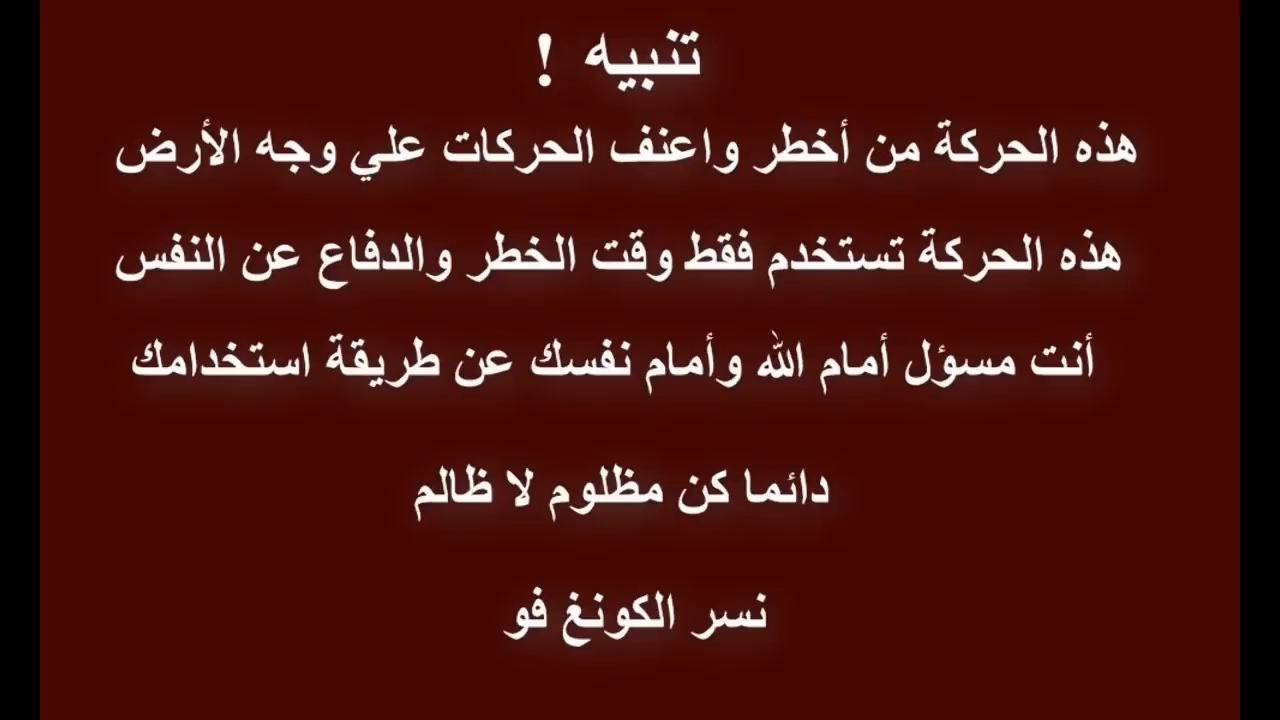 تنبيه !
هذه الحركة من أخطر واعنف الحركات علي وجه الأرض
هذه الحركة تستخدم فقط وقت الخطر والدفاع عن النفس
أنت مسؤل أمام الله وأمام نفسك عن طريقة استخدامك
دائما كن مظلوم لا ظالم
نسر الكونغ فو